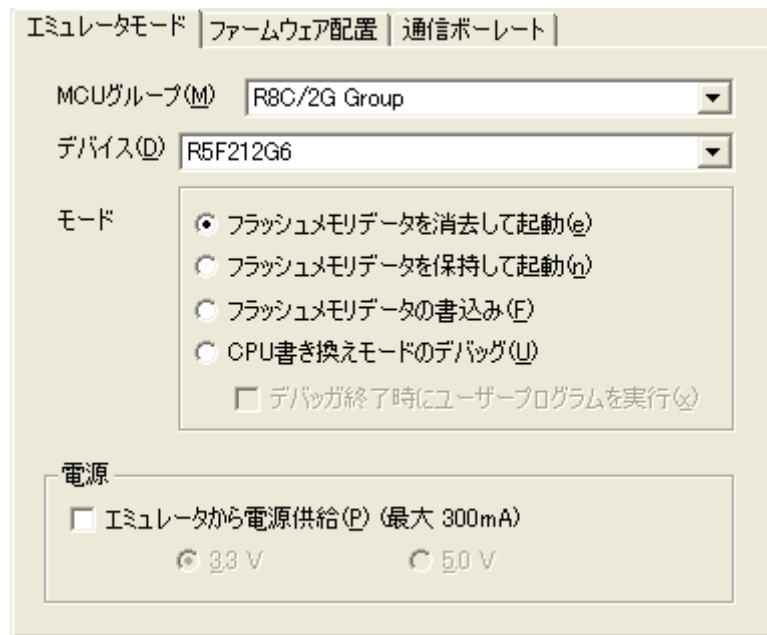 エミュレータモード ファームウェア配置 通信ボーレート
MCUグループ(M) R8C/2G Group
デバイス(D) R5F212G6
モード
フラッシュメモリデータを消去して起動(e)
フラッシュメモリデータを保持して起動(n)
フラッシュメモリデータの書込み(F)
CPU書き換えモードのデバッグ(U)
デバッガ終了時にユーザープログラムを実行(x)
電源
エミュレータから電源供給(P) (最大 300mA)
3.3 V 5.0 V